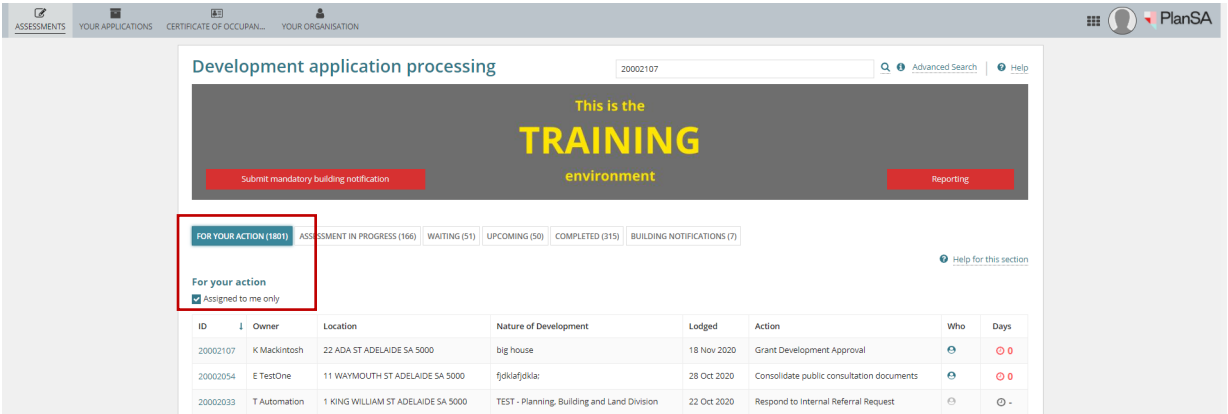 ASSESSMENTS YOUR APPLICATIONS CERTIFICATE OF OCCUPAN... YOUR ORGANISATION PlanSA
Development application processing 20002107 Advanced Search Help
This is the
TRAINING
environment
Submit mandatory building notification Reporting
FOR YOUR ACTION (1801) ASSESSMENT IN PROGRESS (166) WAITING (51) UPCOMING (50) COMPLETED (315) BUILDING NOTIFICATIONS (7)
Help for this section
For your action
Assigned to me only
ID Owner Location Nature of Development Lodged Action Who Days
20002107 K Mackintosh 22 ADA ST ADELAIDE SA 5000 big house 18 Nov 2020 Grant Development Approval 0
20002054 E TestOne 11 WAYMOUTH ST ADELAIDE SA 5000 fjdklafjdkla; 28 Oct 2020 Consolidate public consultation documents 0
20002033 T Automation 1 KING WILLIAM ST ADELAIDE SA 5000 TEST - Planning, Building and Land Division 22 Oct 2020 Respond to Internal Referral Request -